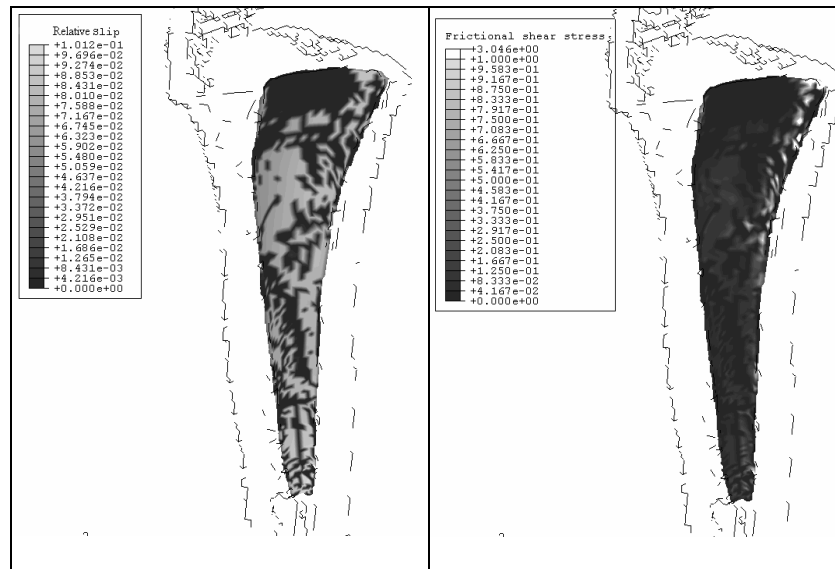 Relative Slip
+1.012e-01
+9.696e-02
+9.274e-02
+8.853e-02
+8.431e-02
+8.010e-02
+7.588e-02
+7.167e-02
+6.745e-02
+6.323e-02
+5.902e-02
+5.480e-02
+5.059e-02
+4.637e-02
+4.216e-02
+3.794e-02
+3.372e-02
+2.951e-02
+2.529e-02
+2.108e-02
+1.686e-02
+1.265e-02
+8.431e-03
+4.216e-03
+0.000e+00
Frictional shear stress
+3.046e+00
+1.000e+00
+9.583e-01
+9.167e-01
+8.750e-01
+8.333e-01
+7.917e-01
+7.500e-01
+7.083e-01
+6.667e-01
+6.250e-01
+5.833e-01
+5.417e-01
+5.000e-01
+4.583e-01
+4.167e-01
+3.750e-01
+3.333e-01
+2.917e-01
+2.500e-01
+2.083e-01
+1.667e-01
+1.250e-01
+8.333e-02
+4.167e-02
+0.000e+00